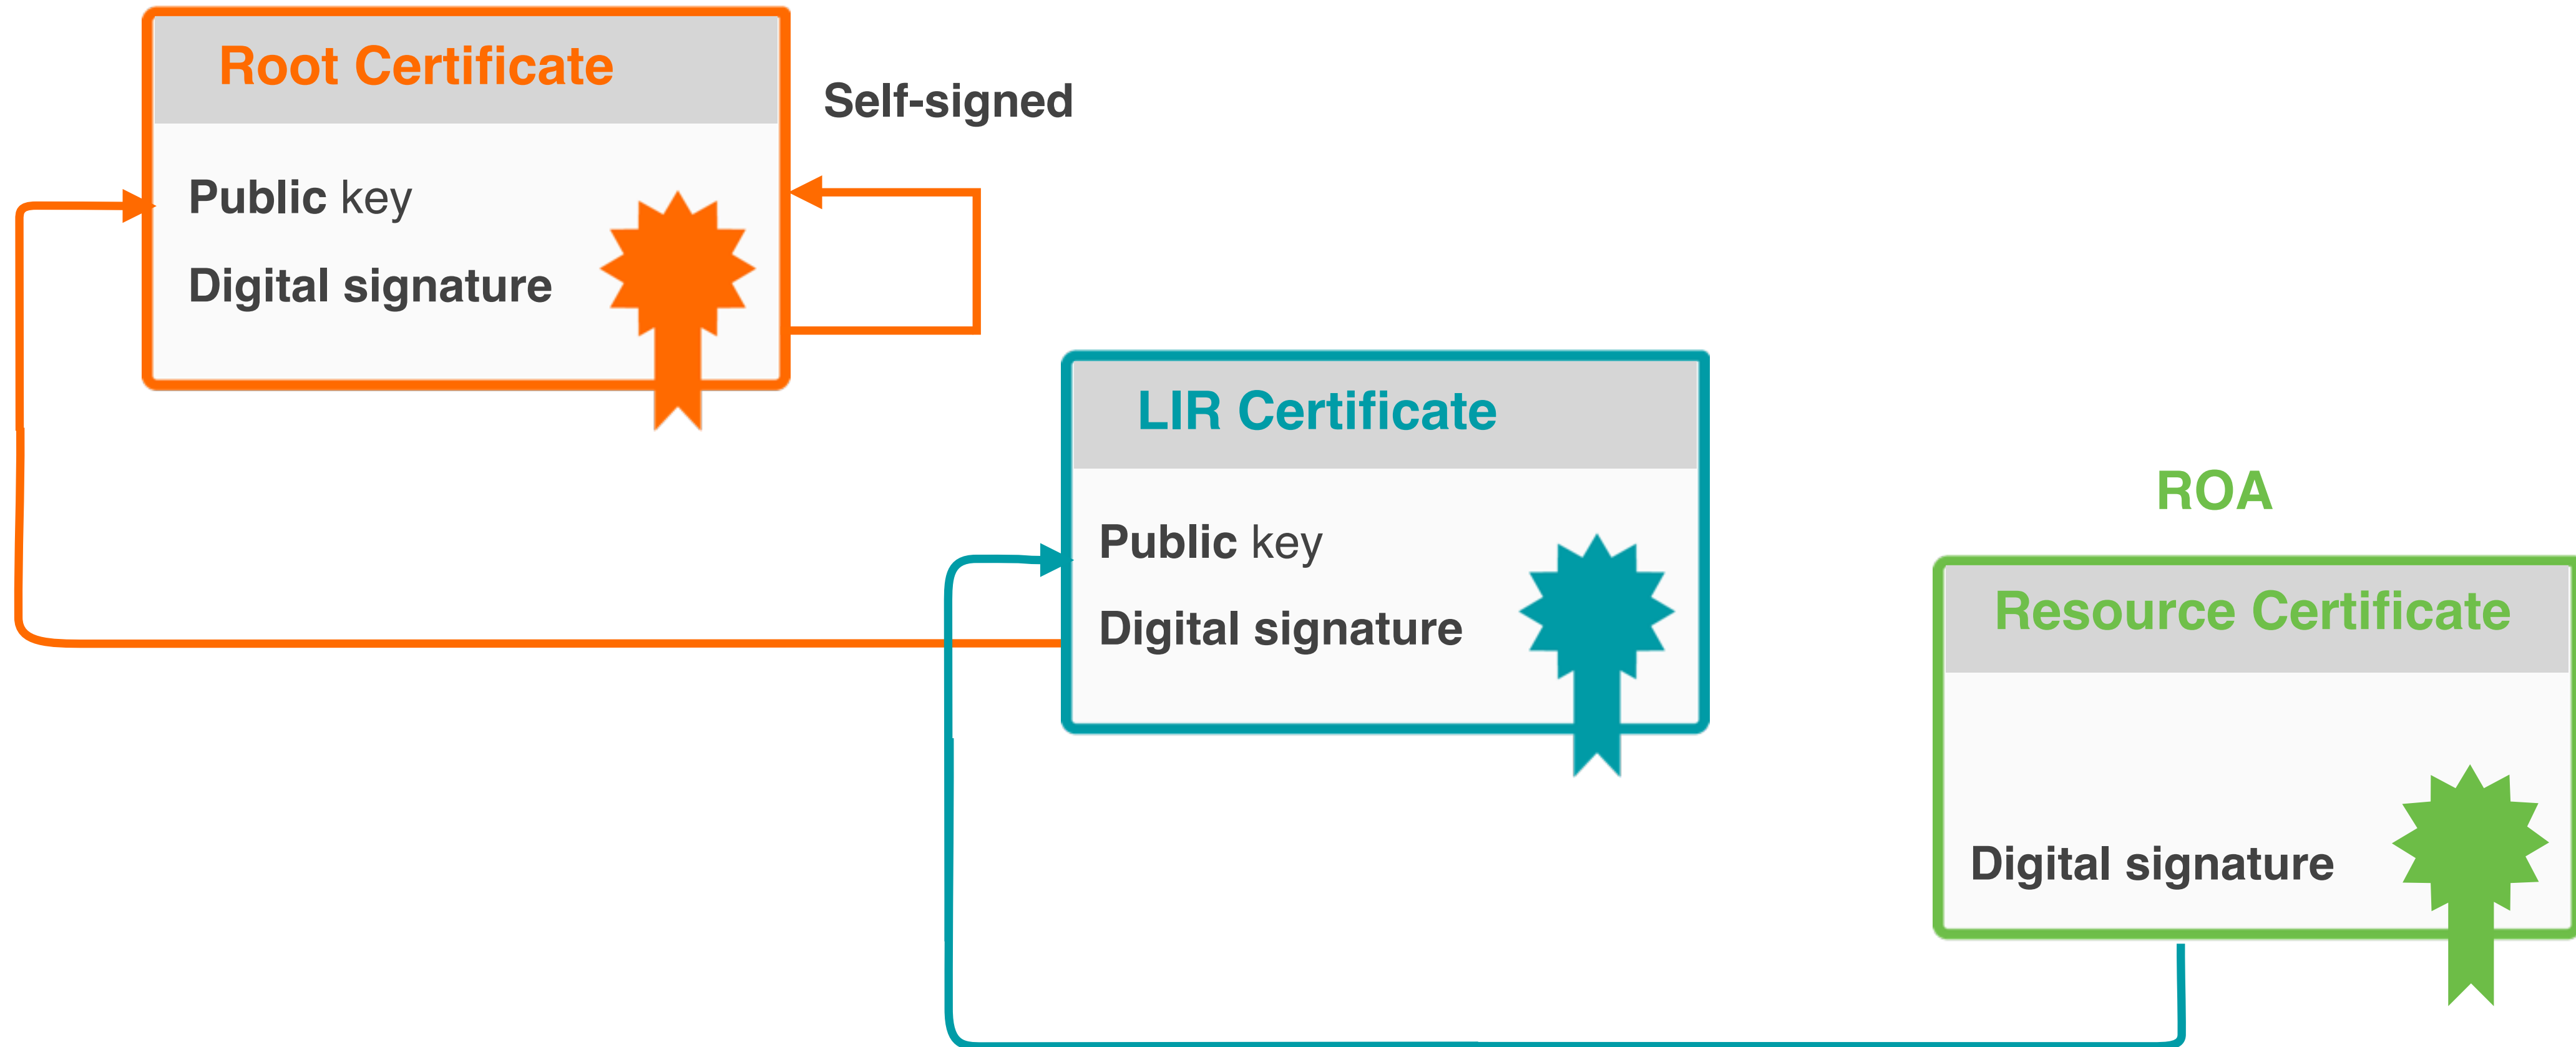 Root Certificate
Self-signed
Public key
Digital signature
LIR Certificate
Public key
Digital signature
ROA
Resource Certificate
Digital signature